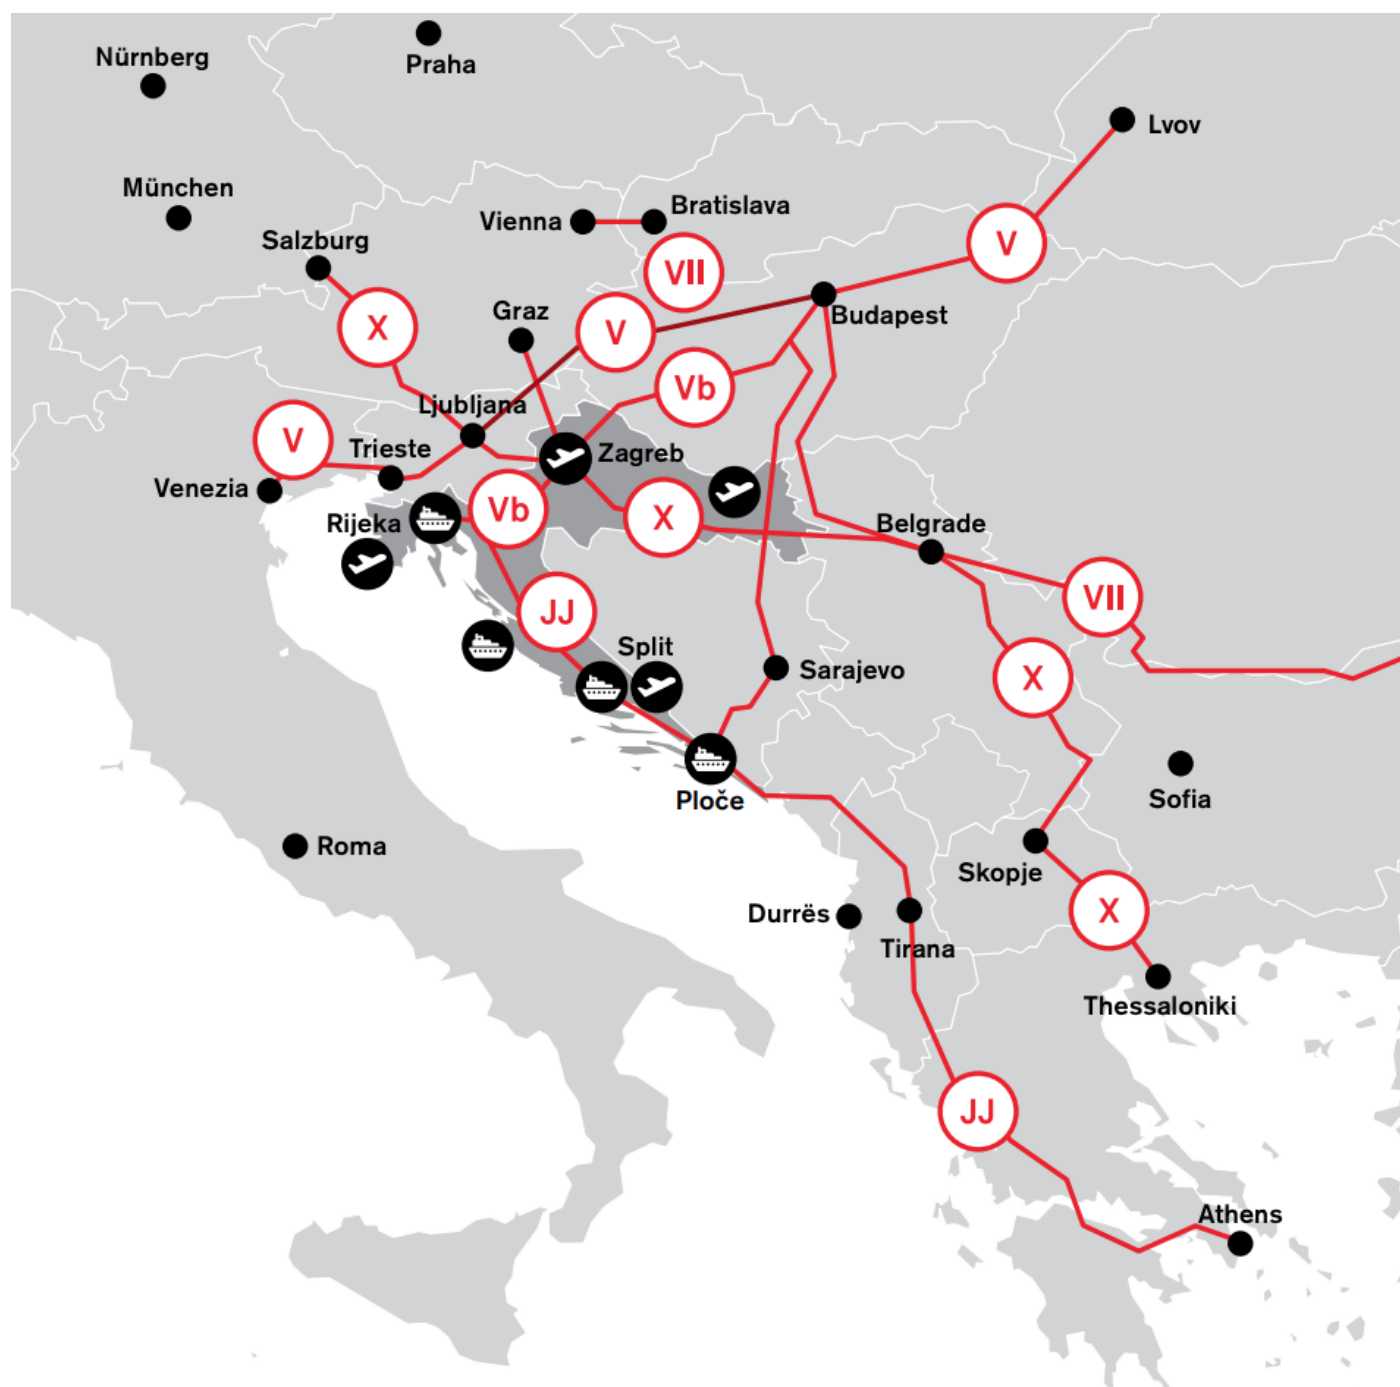 Praha
Nürnberg
Lvov
München
Bratislava
Vienna
Salzburg
V
VII
Graz
Budapest
X
V
Vb
Ljubljana
V
Trieste
Zagreb
Venezia
Vb
X
Rijeka
Belgrade
VII
JJ
Split
Sarajevo
X
Sofia
Ploče
Roma
Skopje
X
Durrës
Tirana
Thessaloniki
JJ
Athens